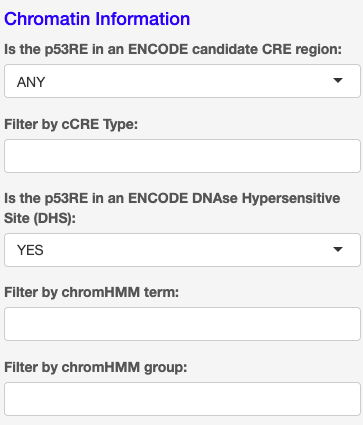 Chromatin Information
Is the p53RE in an ENCODE candidate CRE region:
ANY
Filter by cCRE Type:
Is the p53RE in an ENCODE DNAse Hypersensitive
Site (DHS):
YES
Filter by chromHMM term:
Filter by chromHMM group: